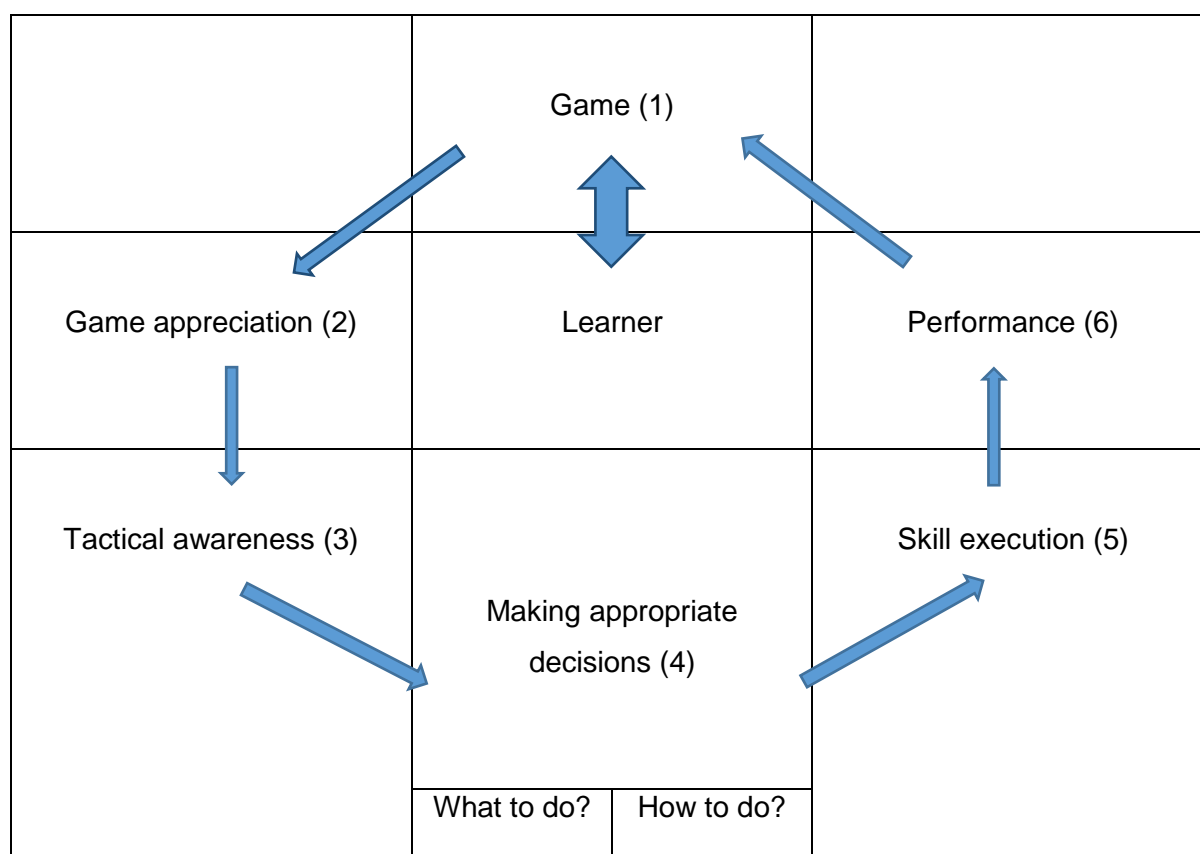 Game (1)
Game appreciation (2)
Learner
Performance (6)
Tactical awareness (3)
Skill execution (5)
Making appropriate
decisions (4)
What to do?
How to do?